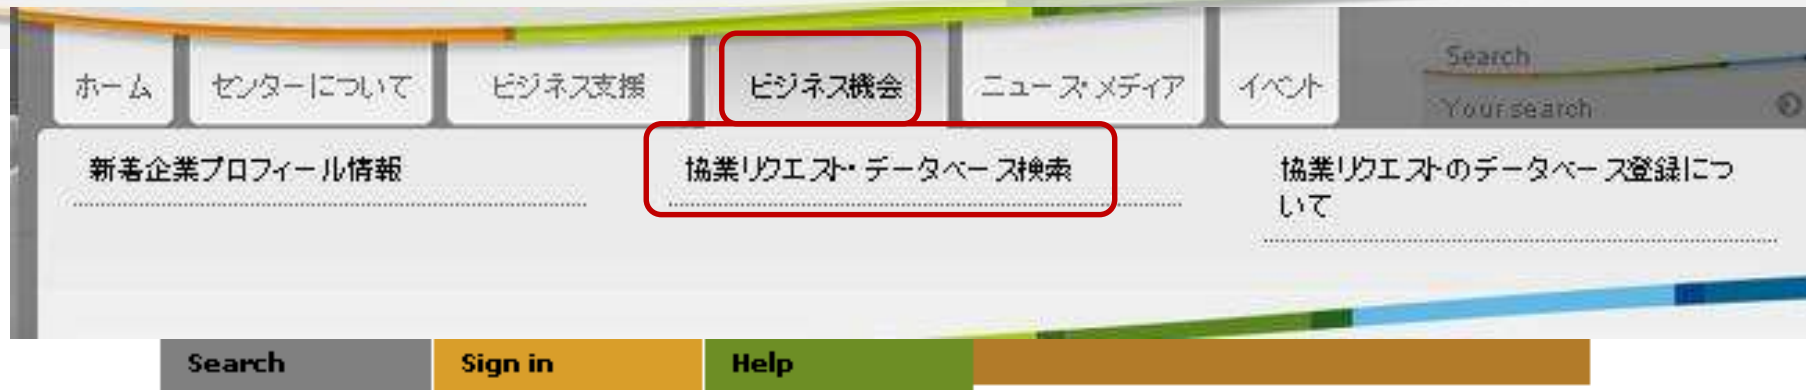 ホーム
センターについて
ビジネス支援
ビジネス機会
ニュース・メディア
イベント
Search
Your search
新着企業プロフィール情報
協業リクエスト・データベース検索
協業リクエストのデータベース登録につ
いて
Search
Sign in
Help